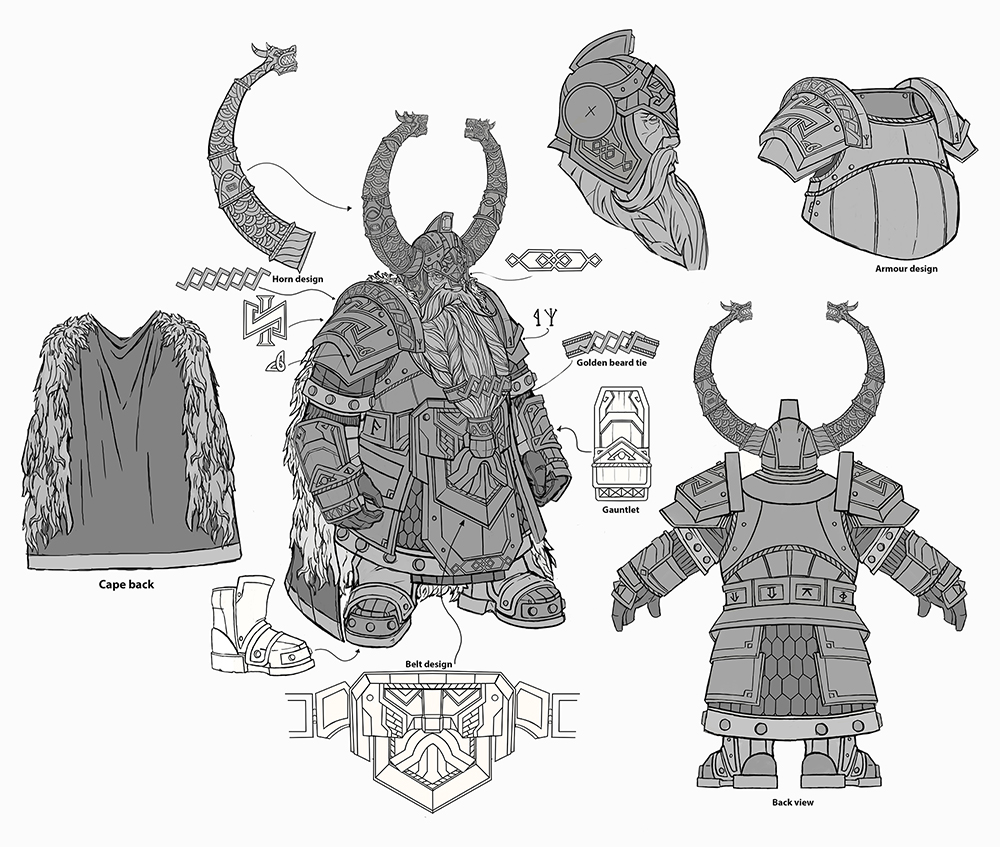 Armour design
Horn design
Golden beard tie
Gauntlet
Cape back
Belt design
Back view